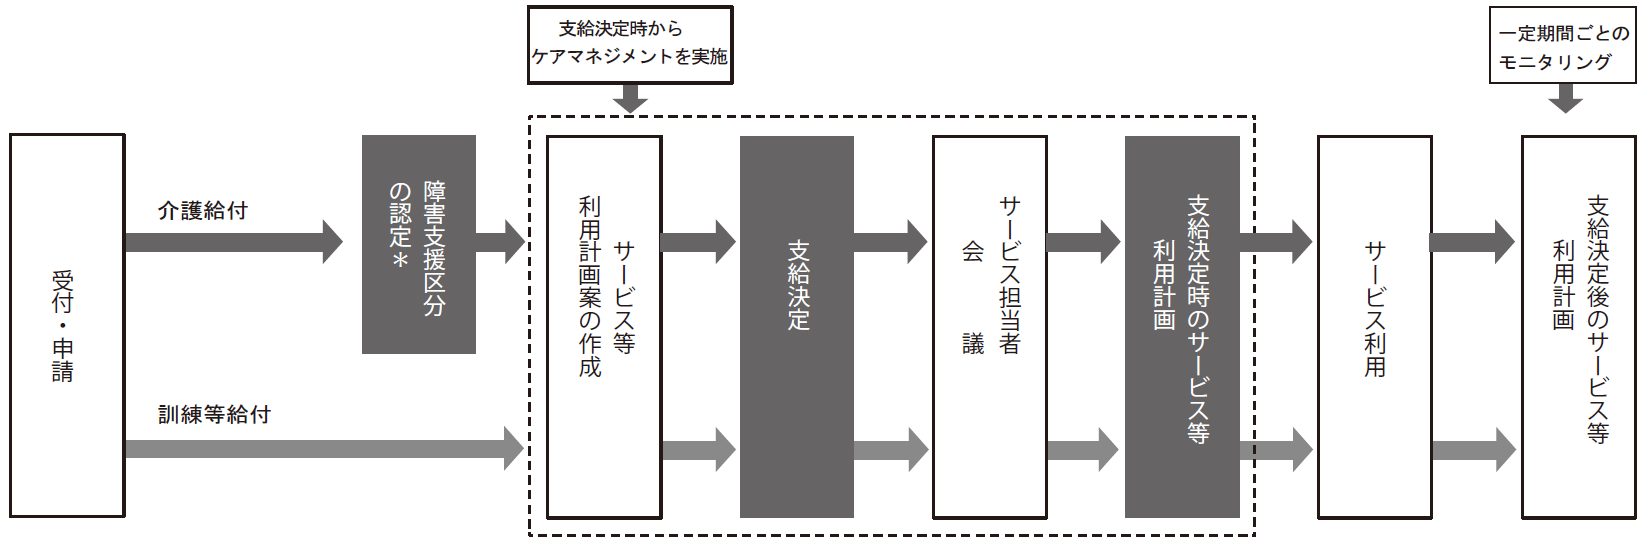 支給決定時から
ケアマネジメントを実施
一定期間ごとの
モニタリング
受付・申請
介護給付
訓練等給付
障害支援区分
の認定＊
サービス等
利用計画案の作成
支給決定
サービス担当者
会議
支給決定時のサービス等
利用計画
サービス利用
支給決定後のサービス等
利用計画